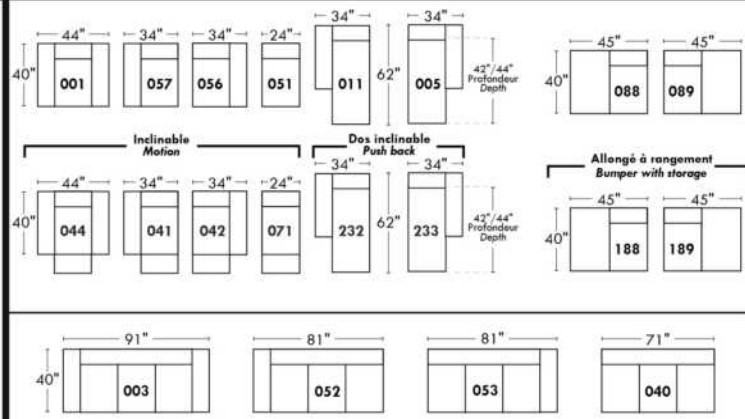 44" 34" 34" 24" 34" 34" 45" 45"
40" 001 057 056 051 011 62" 005 42"/44" Profondeur Depth 40" 088 089
Inclinable
Motion
Dos inclinable
Push back
Allongé à rangement
Bumper with storage
44" 34" 34" 24" 34" 34" 45" 45"
40" 044 041 042 071 232 62" 233 42"/44" Profondeur Depth 40" 188 189
91" 81" 81" 71"
40" 003 052 053 040